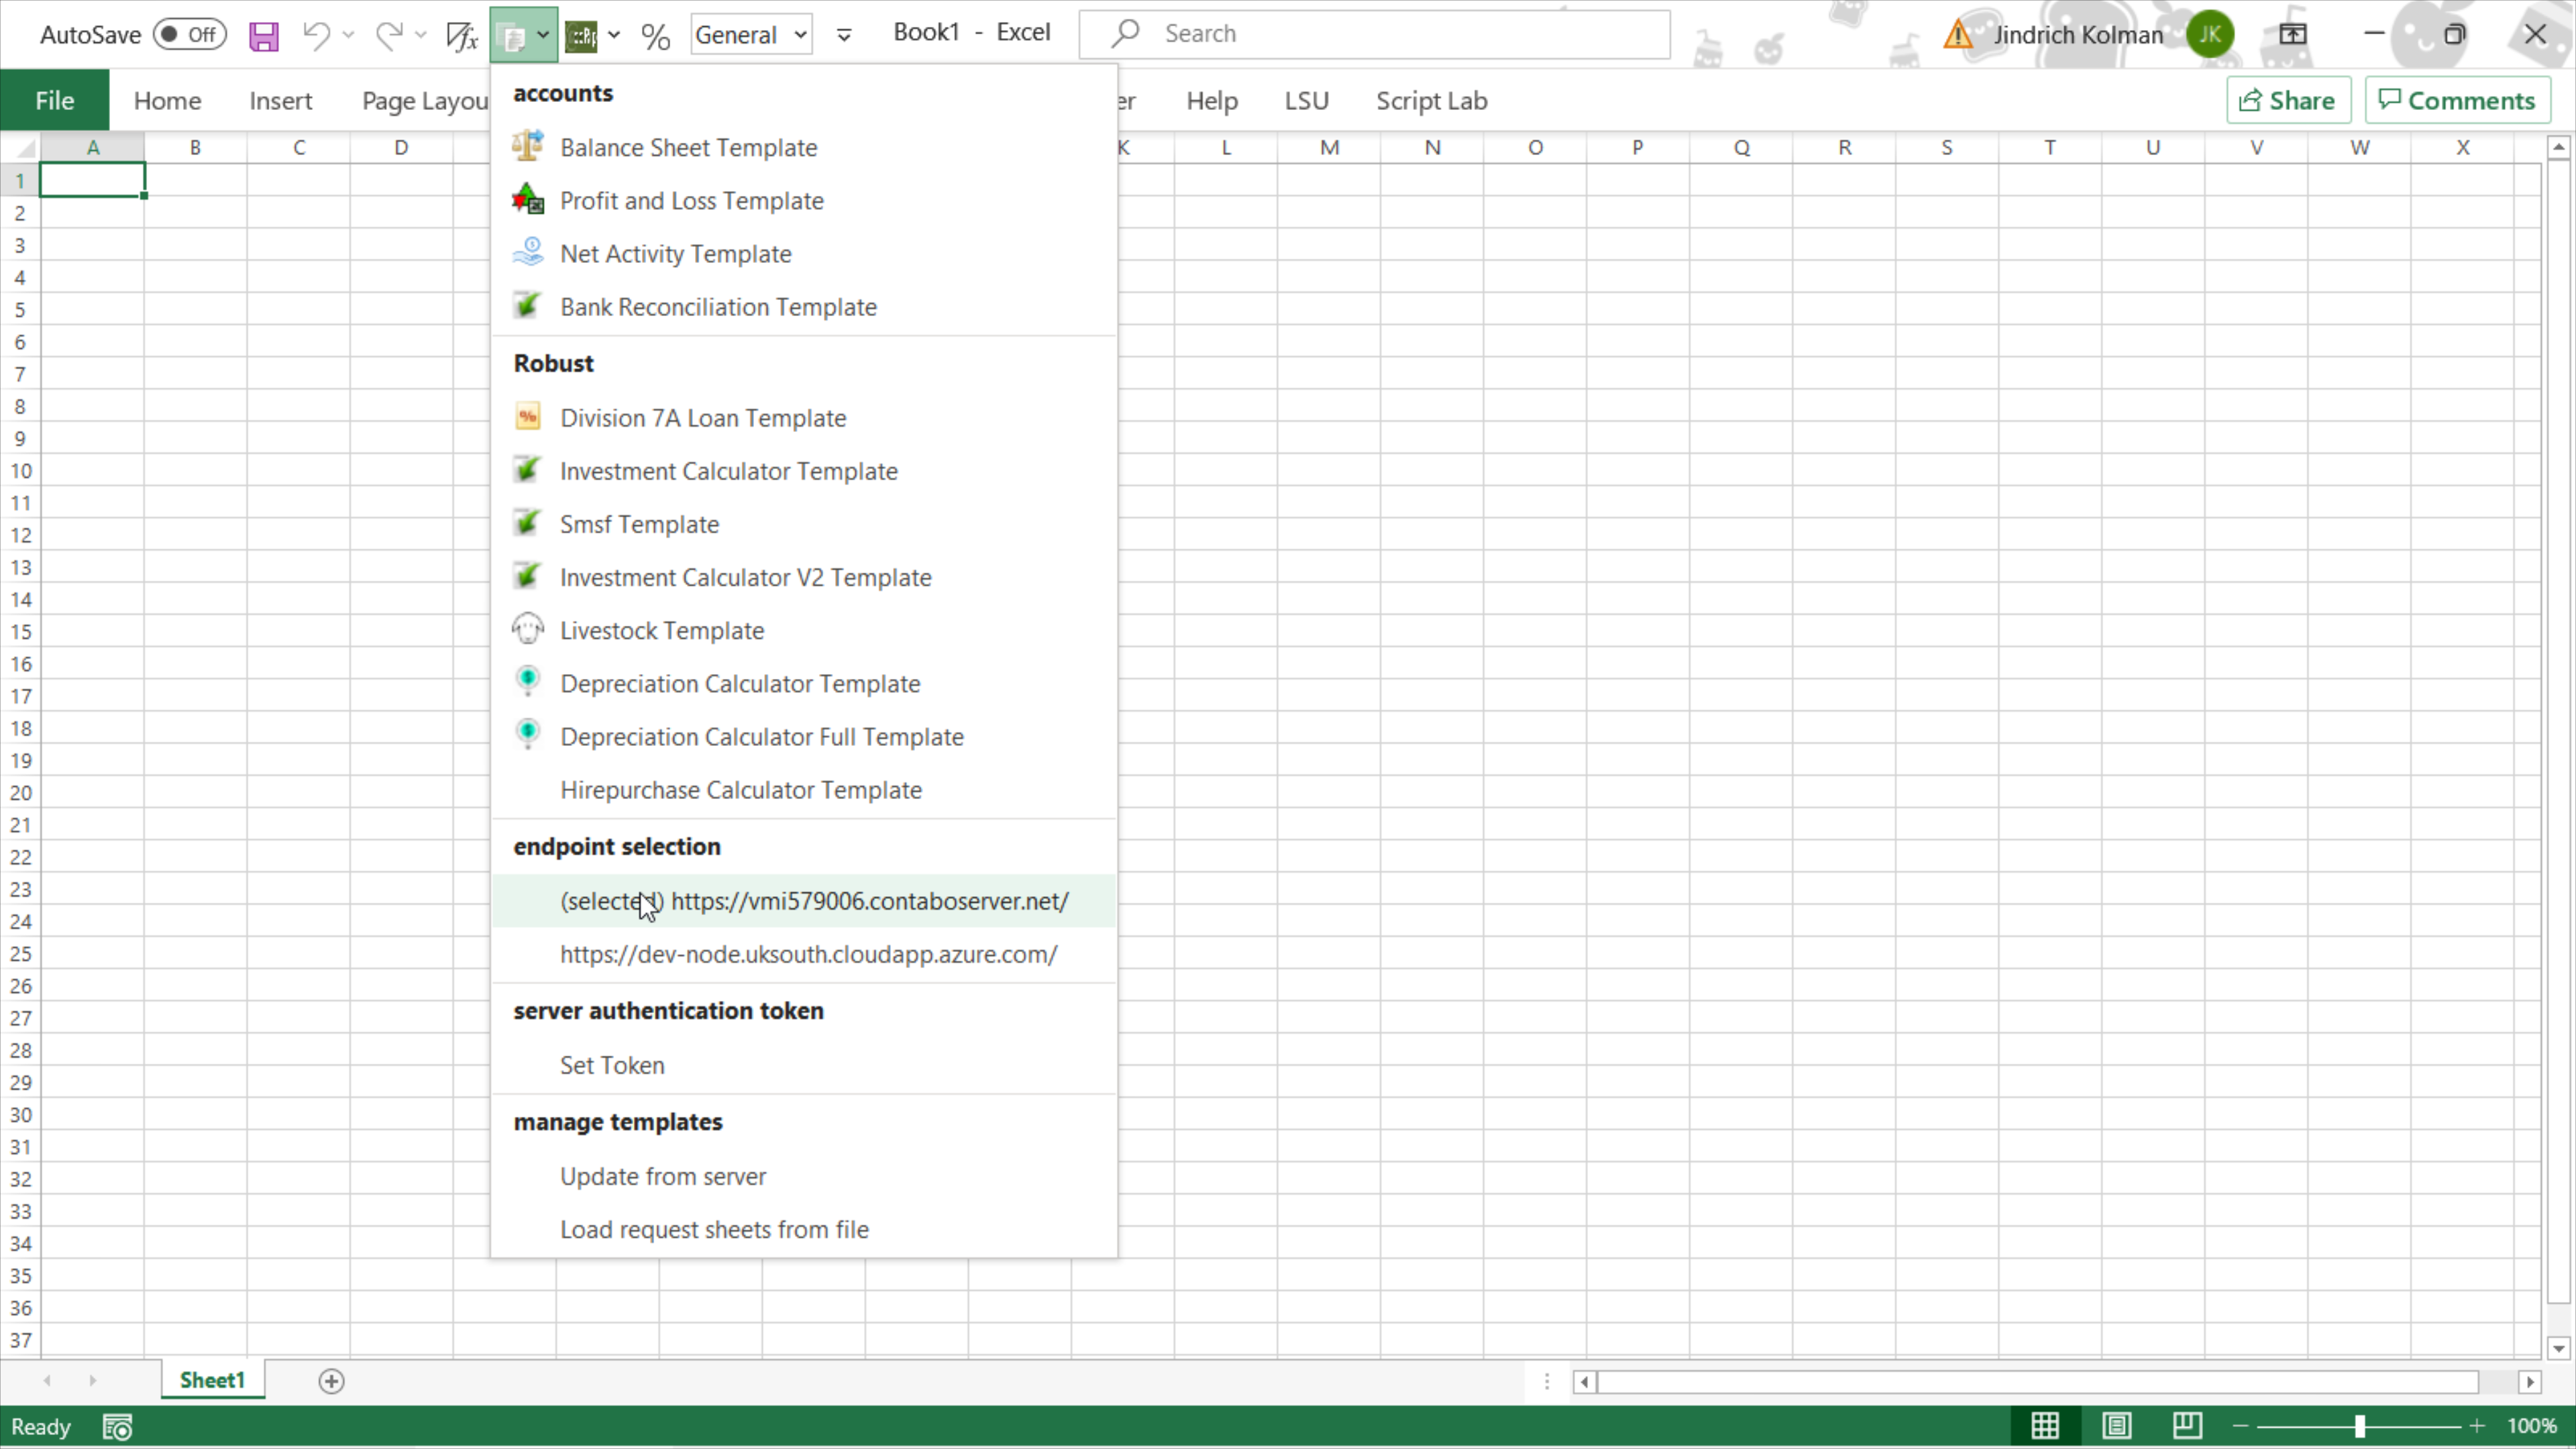 AutoSave Off % General Book1 - Excel Search Jindrich Kolman JK
File Home Insert Page Layou er Help LSU Script Lab Share Comments
A B C D K L M N O P Q R S T U V W X
accounts
Balance Sheet Template
Profit and Loss Template
Net Activity Template
Bank Reconciliation Template
Robust
Division 7A Loan Template
Investment Calculator Template
Smsf Template
Investment Calculator V2 Template
Livestock Template
Depreciation Calculator Template
Depreciation Calculator Full Template
Hirepurchase Calculator Template
endpoint selection
(selected) https://vmi579006.contaboserver.net/
https://dev-node.uksouth.cloudapp.azure.com/
server authentication token
Set Token
manage templates
Update from server
Load request sheets from file
1
2
3
4
5
6
7
8
9
10
11
12
13
14
15
16
17
18
19
20
21
22
23
24
25
26
27
28
29
30
31
32
33
34
35
36
37
Sheet1
Ready 100%